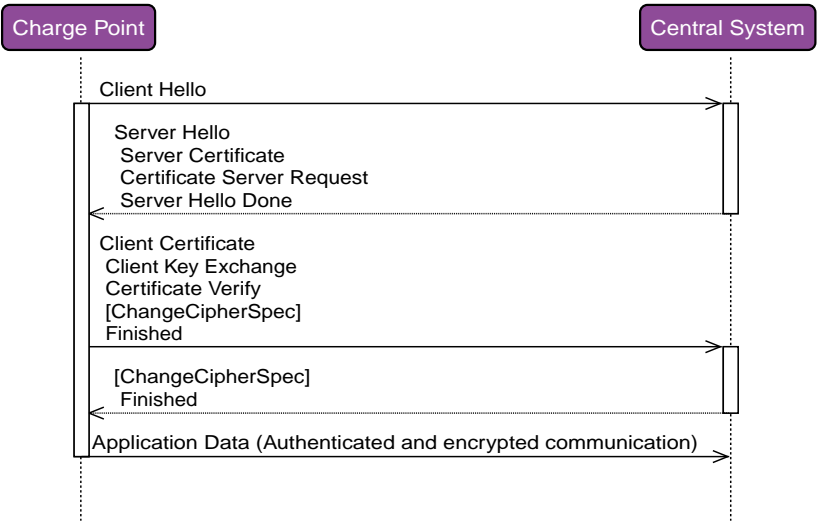 Charge Point
Central System
Client Hello
Server Hello
Server Certificate
Certificate Server Request
Server Hello Done
Client Certificate
Client Key Exchange
Certificate Verify
[ChangeCipherSpec]
Finished
[ChangeCipherSpec]
Finished
Application Data (Authenticated and encrypted communication)